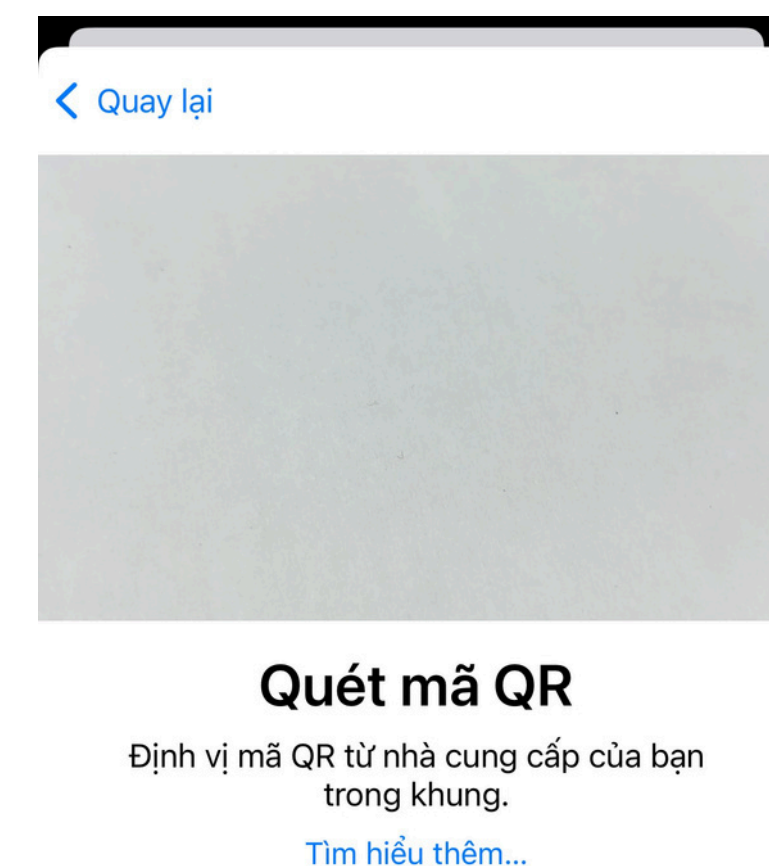 Quay lại
Quét mã QR
Định vị mã QR từ nhà cung cấp của bạn
trong khung.
Tìm hiểu thêm...